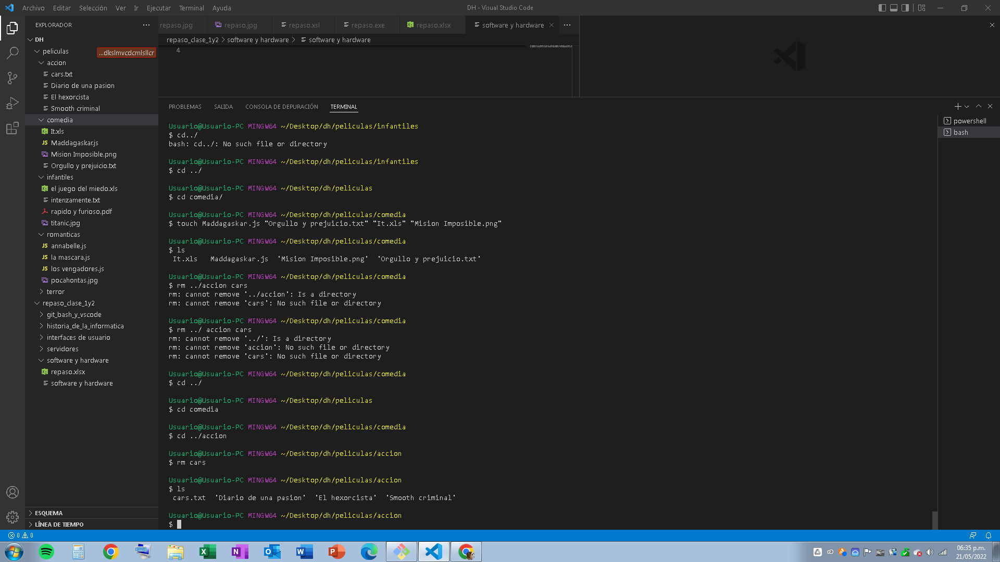 Archivo Editar Selección Ver Ir Ejecutar Terminal Ayuda
DH - Visual Studio Code
EXPLORADOR
repaso.jpg
repaso.jpg
repaso.xsl
repaso.exe
repaso.xlsx
software y hardware
repaso_clase_1y2 > software y hardware > software y hardware
4
DH
peliculas
...dkslmvcdcmlsllcr
accion
cars.txt
Diario de una pasion
El hexorcista
Smooth criminal
comedia
It.xls
JS Maddagaskar.js
Mision Imposible.png
Orgullo y prejuicio.txt
infantiles
el juego del miedo.xls
intenzamente.txt
rapido y furioso.pdf
titanic.jpg
romanticas
JS annabelle.js
JS la mascara.js
JS los vengadores.js
pocahontas.jpg
terror
repaso_clase_1y2
git_bash_y_vscode
historia_de_la_informatica
interfaces de usuario
servidores
software y hardware
repaso.xlsx
software y hardware
ESQUEMA
LÍNEA DE TIEMPO
PROBLEMAS SALIDA CONSOLA DE DEPURACIÓN TERMINAL
Usuario@Usuario-PC MINGW64 ~/Desktop/dh/peliculas/infantiles
$ cd../
bash: cd../: No such file or directory
Usuario@Usuario-PC MINGW64 ~/Desktop/dh/peliculas/infantiles
$ cd ../
Usuario@Usuario-PC MINGW64 ~/Desktop/dh/peliculas
$ cd comedia/
Usuario@Usuario-PC MINGW64 ~/Desktop/dh/peliculas/comedia
$ touch Maddagaskar.js "Orgullo y prejuicio.txt" "It.xls" "Mision Imposible.png"
Usuario@Usuario-PC MINGW64 ~/Desktop/dh/peliculas/comedia
$ ls
It.xls Maddagaskar.js 'Mision Imposible.png' 'Orgullo y prejuicio.txt'
Usuario@Usuario-PC MINGW64 ~/Desktop/dh/peliculas/comedia
$ rm ../accion cars
rm: cannot remove '../accion': Is a directory
rm: cannot remove 'cars': No such file or directory
Usuario@Usuario-PC MINGW64 ~/Desktop/dh/peliculas/comedia
$ rm ../ accion cars
rm: cannot remove '../': Is a directory
rm: cannot remove 'accion': No such file or directory
rm: cannot remove 'cars': No such file or directory
Usuario@Usuario-PC MINGW64 ~/Desktop/dh/peliculas/comedia
$ cd ../
Usuario@Usuario-PC MINGW64 ~/Desktop/dh/peliculas
$ cd comedia
Usuario@Usuario-PC MINGW64 ~/Desktop/dh/peliculas/comedia
$ cd ../accion
Usuario@Usuario-PC MINGW64 ~/Desktop/dh/peliculas/accion
$ rm cars
Usuario@Usuario-PC MINGW64 ~/Desktop/dh/peliculas/accion
$ ls
cars.txt 'Diario de una pasion' 'El hexorcista' 'Smooth criminal'
Usuario@Usuario-PC MINGW64 ~/Desktop/dh/peliculas/accion
$
powershell
bash
0 0
06:35 p.m.
21/05/2022